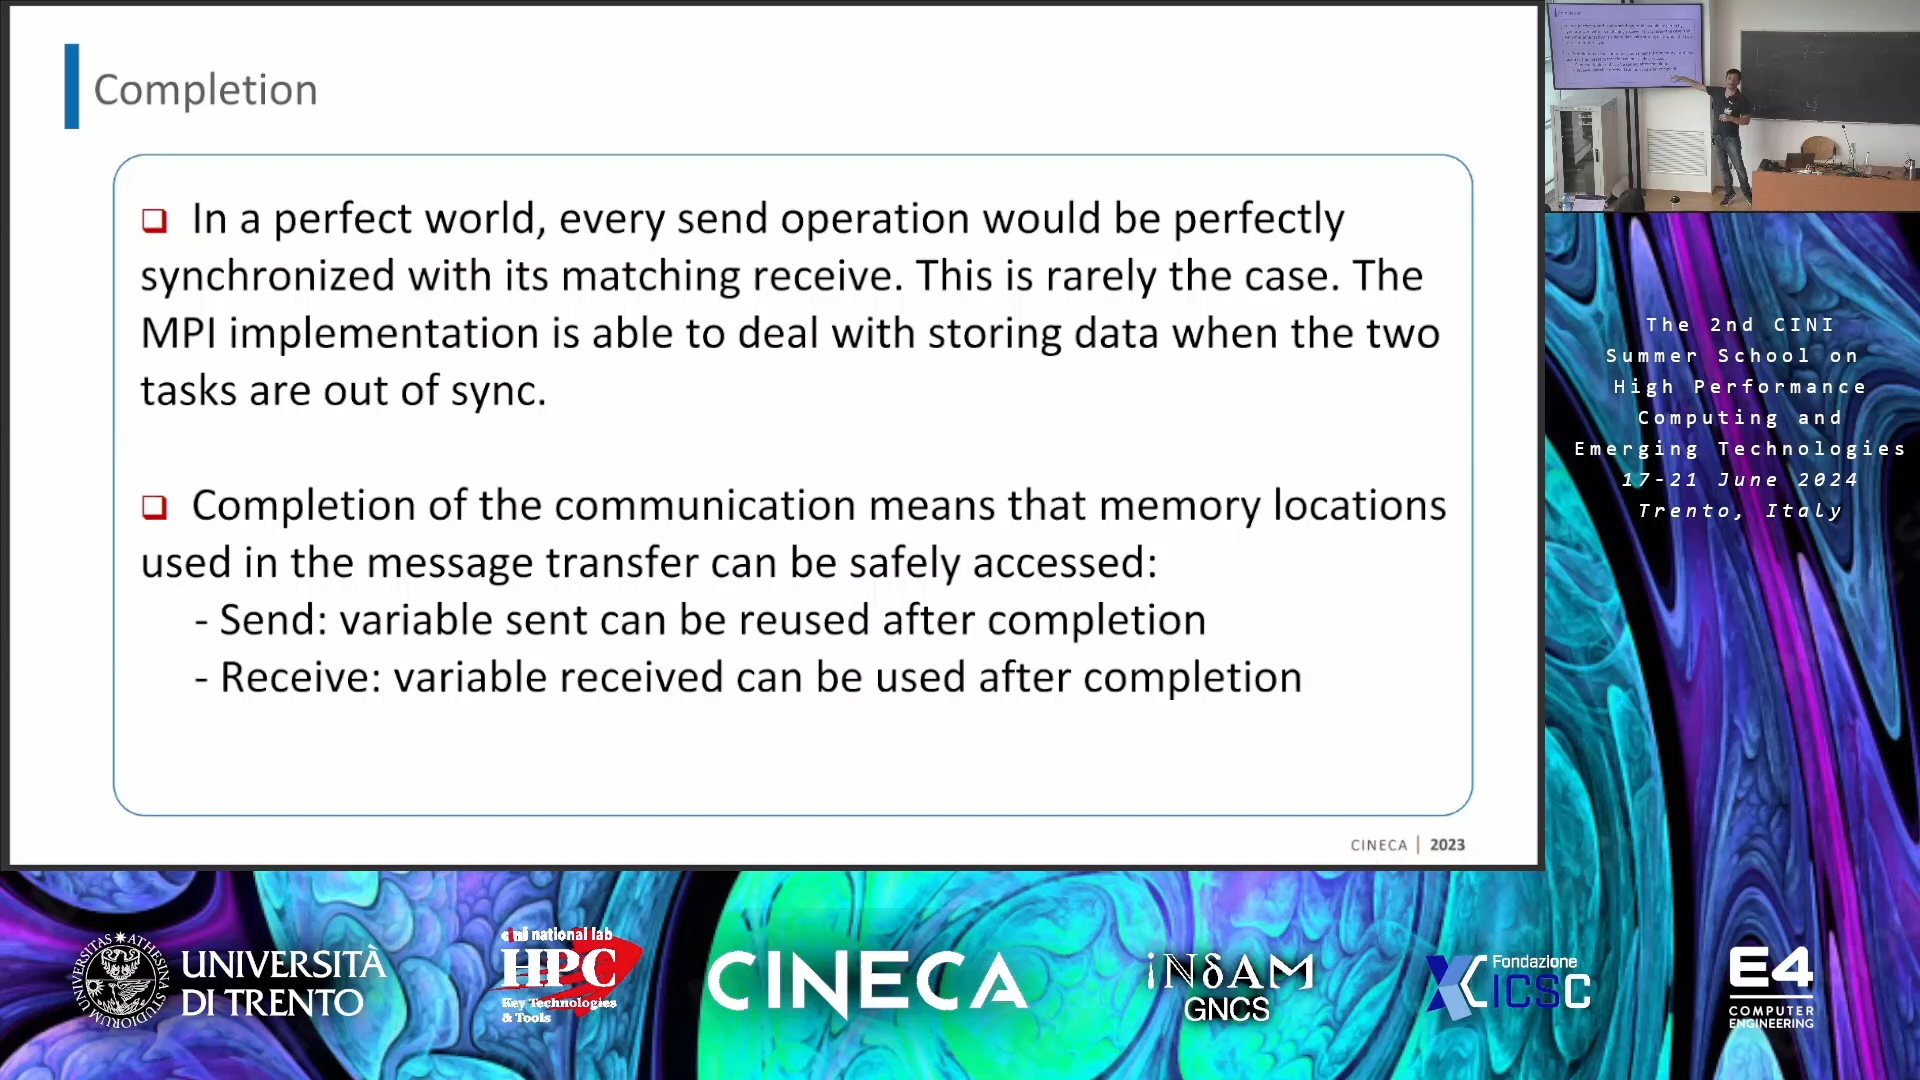 Completion
❑ In a perfect world, every send operation would be perfectly
synchronized with its matching receive. This is rarely the case. The
MPI implementation is able to deal with storing data when the two
tasks are out of sync.
❑ Completion of the communication means that memory locations
used in the message transfer can be safely accessed:
- Send: variable sent can be reused after completion
- Receive: variable received can be used after completion
CINECA | 2023
The 2nd CINI
Summer School on
High Performance
Computing and
Emerging Technologies
17-21 June 2024
Trento, Italy
UNIVERSITÀ
DI TRENTO
cini national lab
HPC
Key Technologies
& Tools
CINECA
iNδAM
GNCS
Fondazione
ICSC
E4
COMPUTER
ENGINEERING